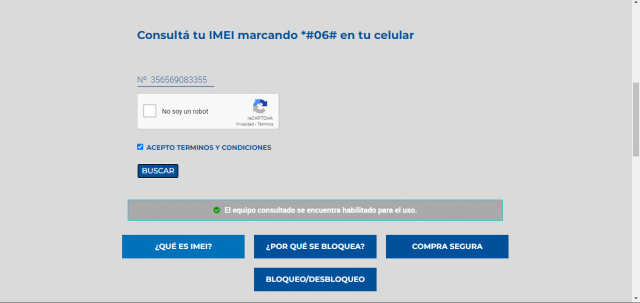 Consultá tu IMEI marcando *#06# en tu celular
Nº 356569083355
No soy un robot
reCAPTCHA
Privacidad - Términos
ACEPTO TERMINOS Y CONDICIONES
BUSCAR
El equipo consultado se encuentra habilitado para el uso.
¿QUÉ ES IMEI?
¿POR QUÉ SE BLOQUEA?
COMPRA SEGURA
BLOQUEO/DESBLOQUEO